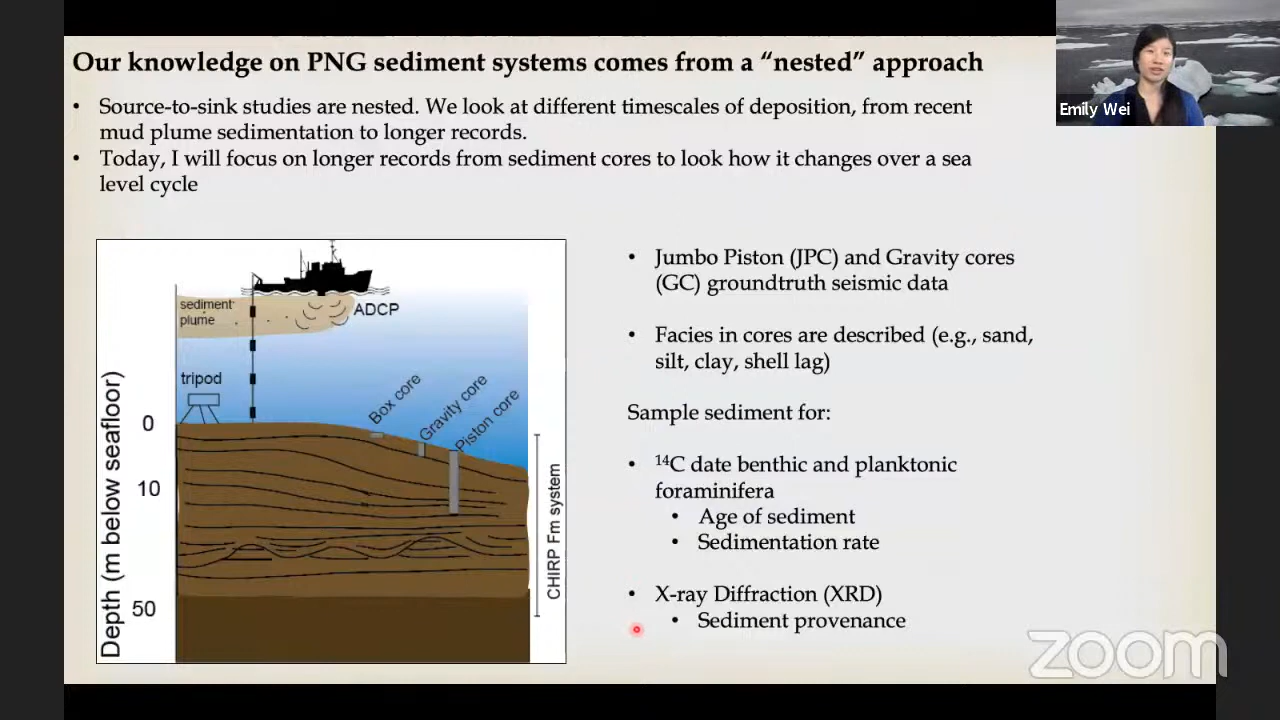 Our knowledge on PNG sediment systems comes from a “nested” approach
• Source-to-sink studies are nested. We look at different timescales of deposition, from recent
mud plume sedimentation to longer records.
• Today, I will focus on longer records from sediment cores to look how it changes over a sea
level cycle
Emily Wei
sediment
plume
ADCP
tripod
Box core
Gravity core
Piston core
Depth (m below seafloor)
0
10
50
CHIRP Fm system
• Jumbo Piston (JPC) and Gravity cores
(GC) groundtruth seismic data
• Facies in cores are described (e.g., sand,
silt, clay, shell lag)
Sample sediment for:
• ¹⁴C date benthic and planktonic
foraminifera
• Age of sediment
• Sedimentation rate
• X-ray Diffraction (XRD)
• Sediment provenance
zoom